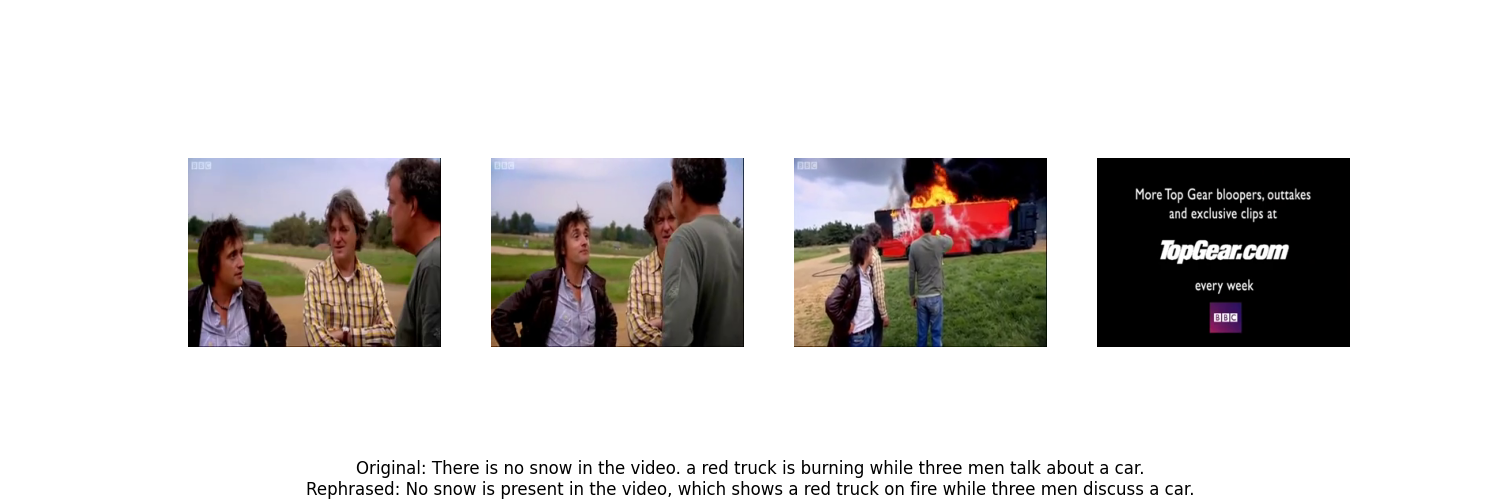 BBC
BBC
BBC
More Top Gear bloopers, outtakes
and exclusive clips at
TopGear.com
every week
BBC
Original: There is no snow in the video. a red truck is burning while three men talk about a car.
Rephrased: No snow is present in the video, which shows a red truck on fire while three men discuss a car.